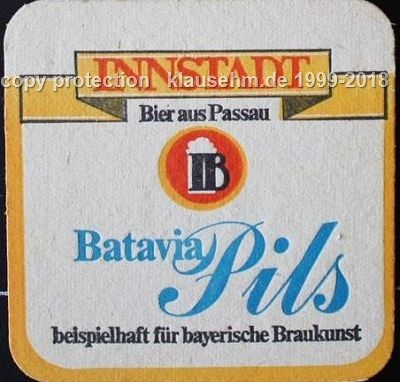 INNSTADT
copy protection klausehm.de 1999-2018
Bier aus Passau
IB
Batavia Pils
beispielhaft für bayerische Braukunst